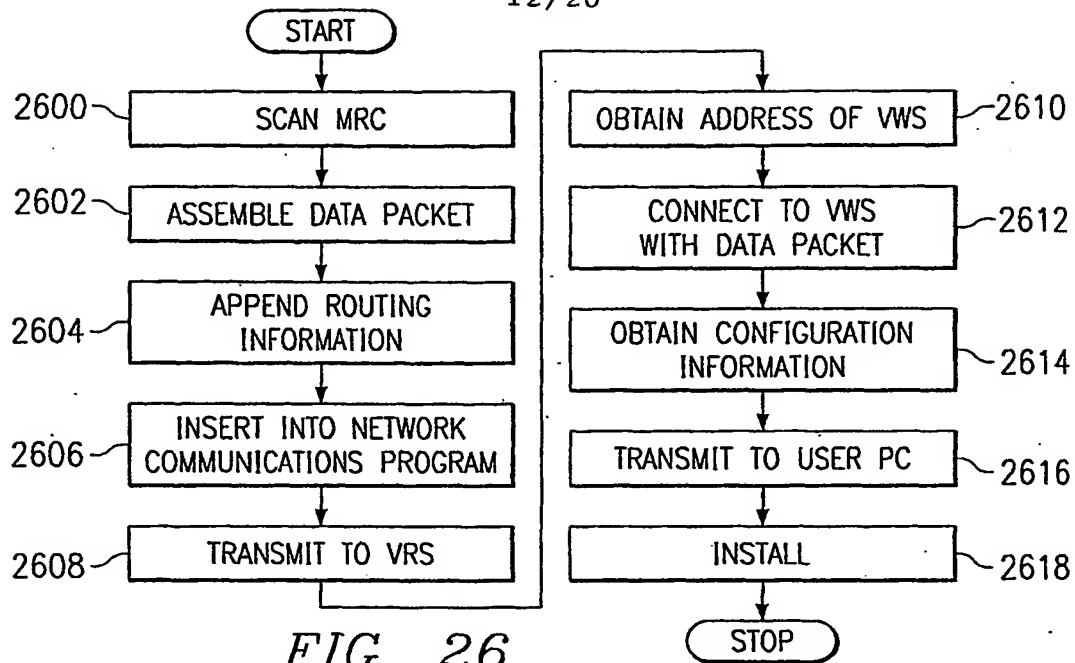 12/20
START
2600
SCAN MRC
2602
ASSEMBLE DATA PACKET
2604
APPEND ROUTING
INFORMATION
2606
INSERT INTO NETWORK
COMMUNICATIONS PROGRAM
2608
TRANSMIT TO VRS
OBTAIN ADDRESS OF VWS
2610
CONNECT TO VWS
WITH DATA PACKET
2612
OBTAIN CONFIGURATION
INFORMATION
2614
TRANSMIT TO USER PC
2616
INSTALL
2618
STOP
FIG. 26